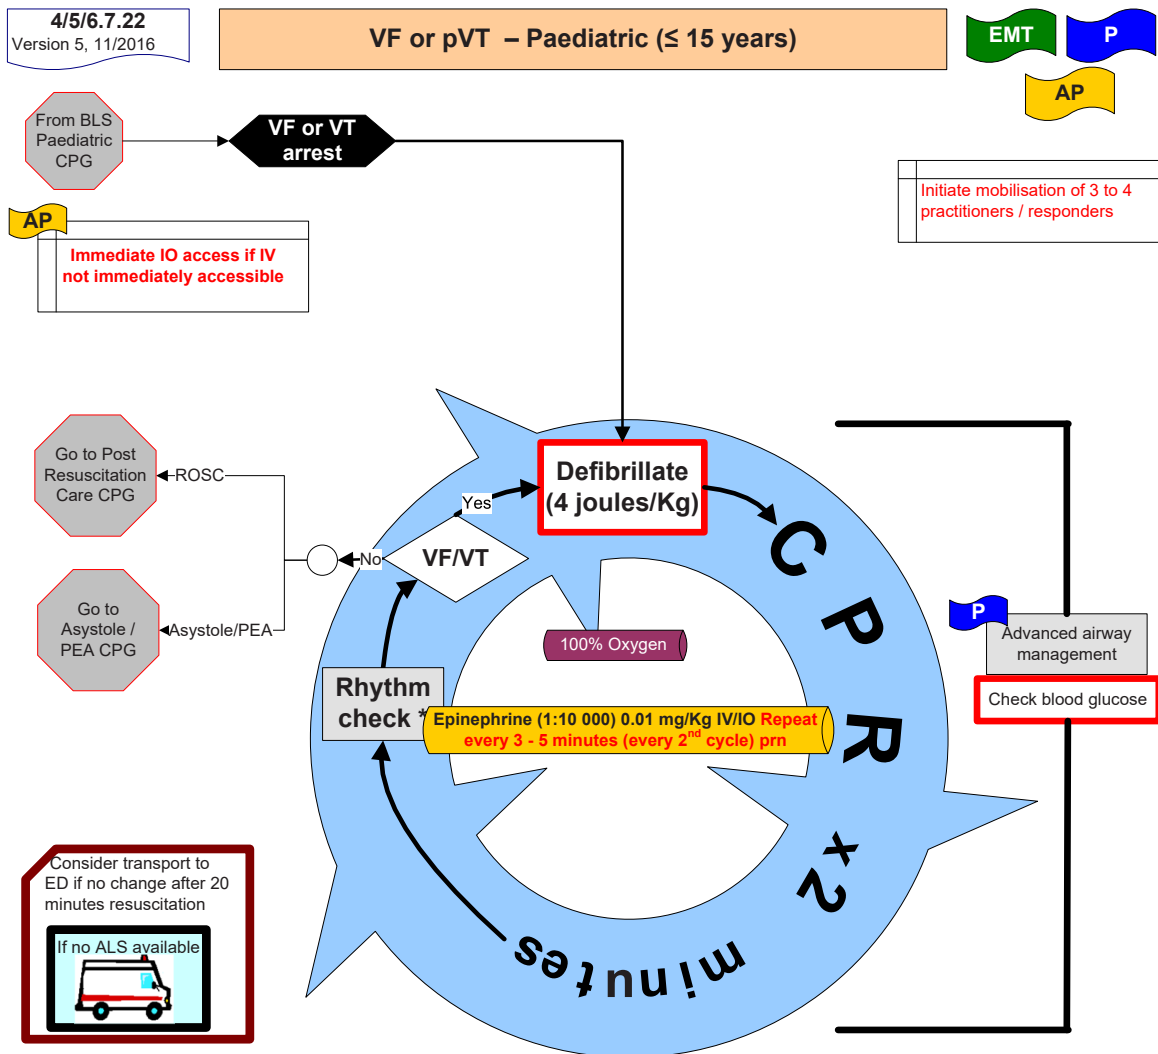 4/5/6.7.22
Version 5, 11/2016
VF or pVT – Paediatric (≤ 15 years)
EMT
P
AP
From BLS
Paediatric
CPG
VF or VT
arrest
Initiate mobilisation of 3 to 4
practitioners / responders
AP
Immediate IO access if IV
not immediately accessible
Go to Post
Resuscitation
Care CPG
ROSC
Defibrillate
(4 joules/Kg)
Yes
VF/VT
No
Go to
Asystole /
PEA CPG
Asystole/PEA
100% Oxygen
P
Advanced airway
management
Check blood glucose
Rhythm
check *
Epinephrine (1:10 000) 0.01 mg/Kg IV/IO Repeat
every 3 - 5 minutes (every 2nd cycle) prn
CPR x2 minutes
Consider transport to
ED if no change after 20
minutes resuscitation
If no ALS available